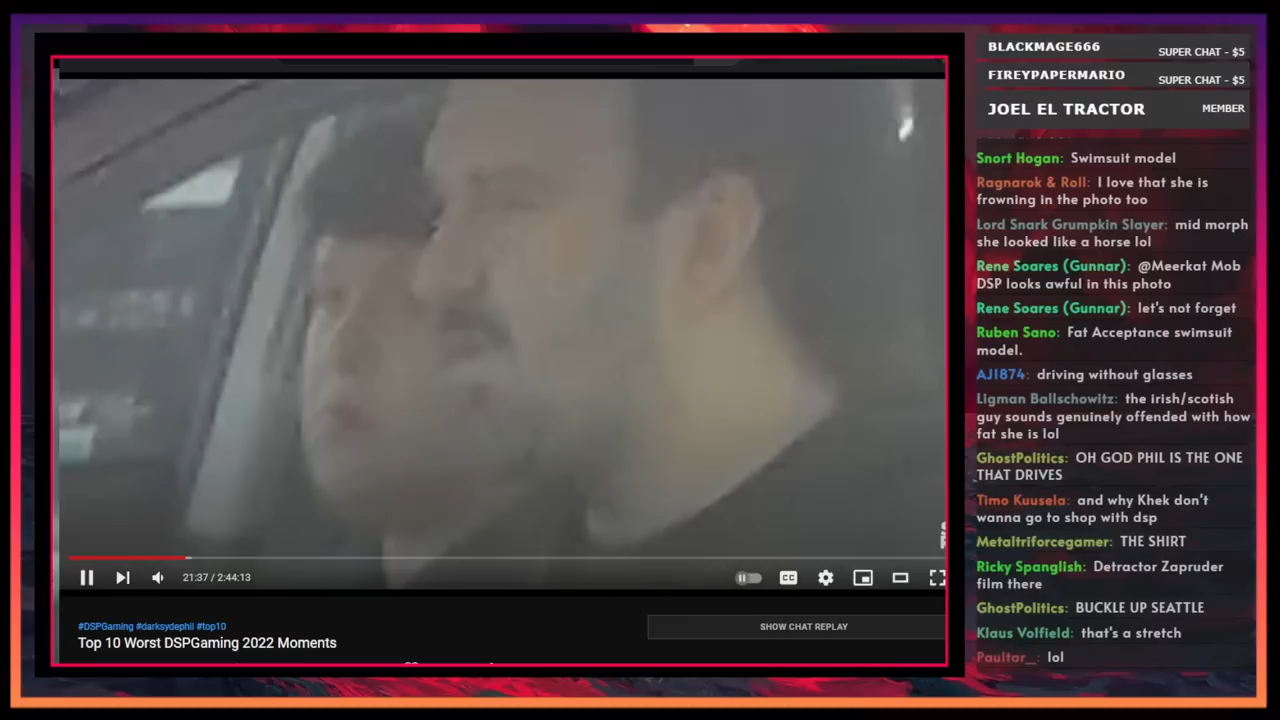 BLACKMAGE666 SUPER CHAT - $5
FIREYPAPERMARIO SUPER CHAT - $5
JOEL EL TRACTOR MEMBER
Snort Hogan: Swimsuit model
Ragnarok & Roll: I love that she is
frowning in the photo too
Lord Snark Grumpkin Slayer: mid morph
she looked like a horse lol
Rene Soares (Gunnar): @Meerkat Mob
DSP looks awful in this photo
Rene Soares (Gunnar): let's not forget
Ruben Sano: Fat Acceptance swimsuit
model.
AJ1874: driving without glasses
Ligman Ballschowitz: the irish/scotish
guy sounds genuinely offended with how
fat she is lol
GhostPolitics: OH GOD PHIL IS THE ONE
THAT DRIVES
Timo Kuusela: and why Khek don't
wanna go to shop with dsp
Metaltriforcegamer: THE SHIRT
Ricky Spanglish: Detractor Zapruder
film there
GhostPolitics: BUCKLE UP SEATTLE
Klaus Volfield: that's a stretch
Paultar_: lol
21:37 / 2:44:13
CC
#DSPGaming #darksydephil #top10
Top 10 Worst DSPGaming 2022 Moments
SHOW CHAT REPLAY